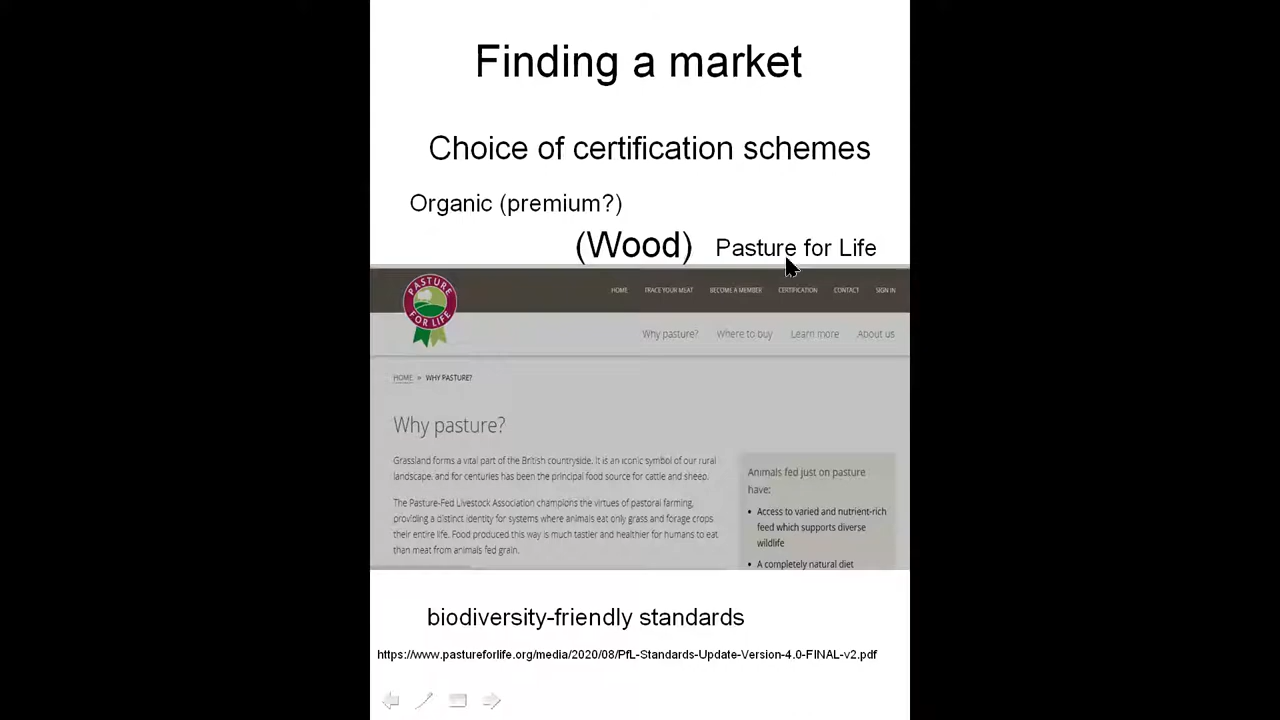 Finding a market
Choice of certification schemes
Organic (premium?)
(Wood) Pasture for Life
PASTURE FOR LIFE
HOME TRACE YOUR MEAT BECOME A MEMBER CERTIFICATION CONTACT SIGN IN
Why pasture? Where to buy Learn more About us
HOME » WHY PASTURE?
Why pasture?
Grassland forms a vital part of the British countryside. It is an iconic symbol of our rural
landscape, and for centuries has been the principal food source for cattle and sheep.
The Pasture-Fed Livestock Association champions the virtues of pastoral farming,
providing a distinct identity for systems where animals eat only grass and forage crops
their entire life. Food produced this way is much tastier and healthier for humans to eat
than meat from animals fed grain.
Animals fed just on pasture
have:
• Access to varied and nutrient-rich
feed which supports diverse
wildlife
• A completely natural diet
biodiversity-friendly standards
https://www.pastureforlife.org/media/2020/08/PfL-Standards-Update-Version-4.0-FINAL-v2.pdf